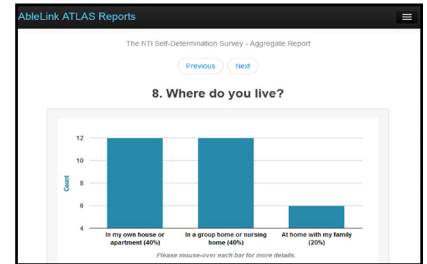 AbleLink ATLAS Reports
The NTI Self-Determination Survey - Aggregate Report
Previous Next
8. Where do you live?
12
10
8
6
4
Count
In my own house or
apartment (40%)
In a group home or nursing
home (40%)
At home with my family
(20%)
Please mouse-over each bar for more details.